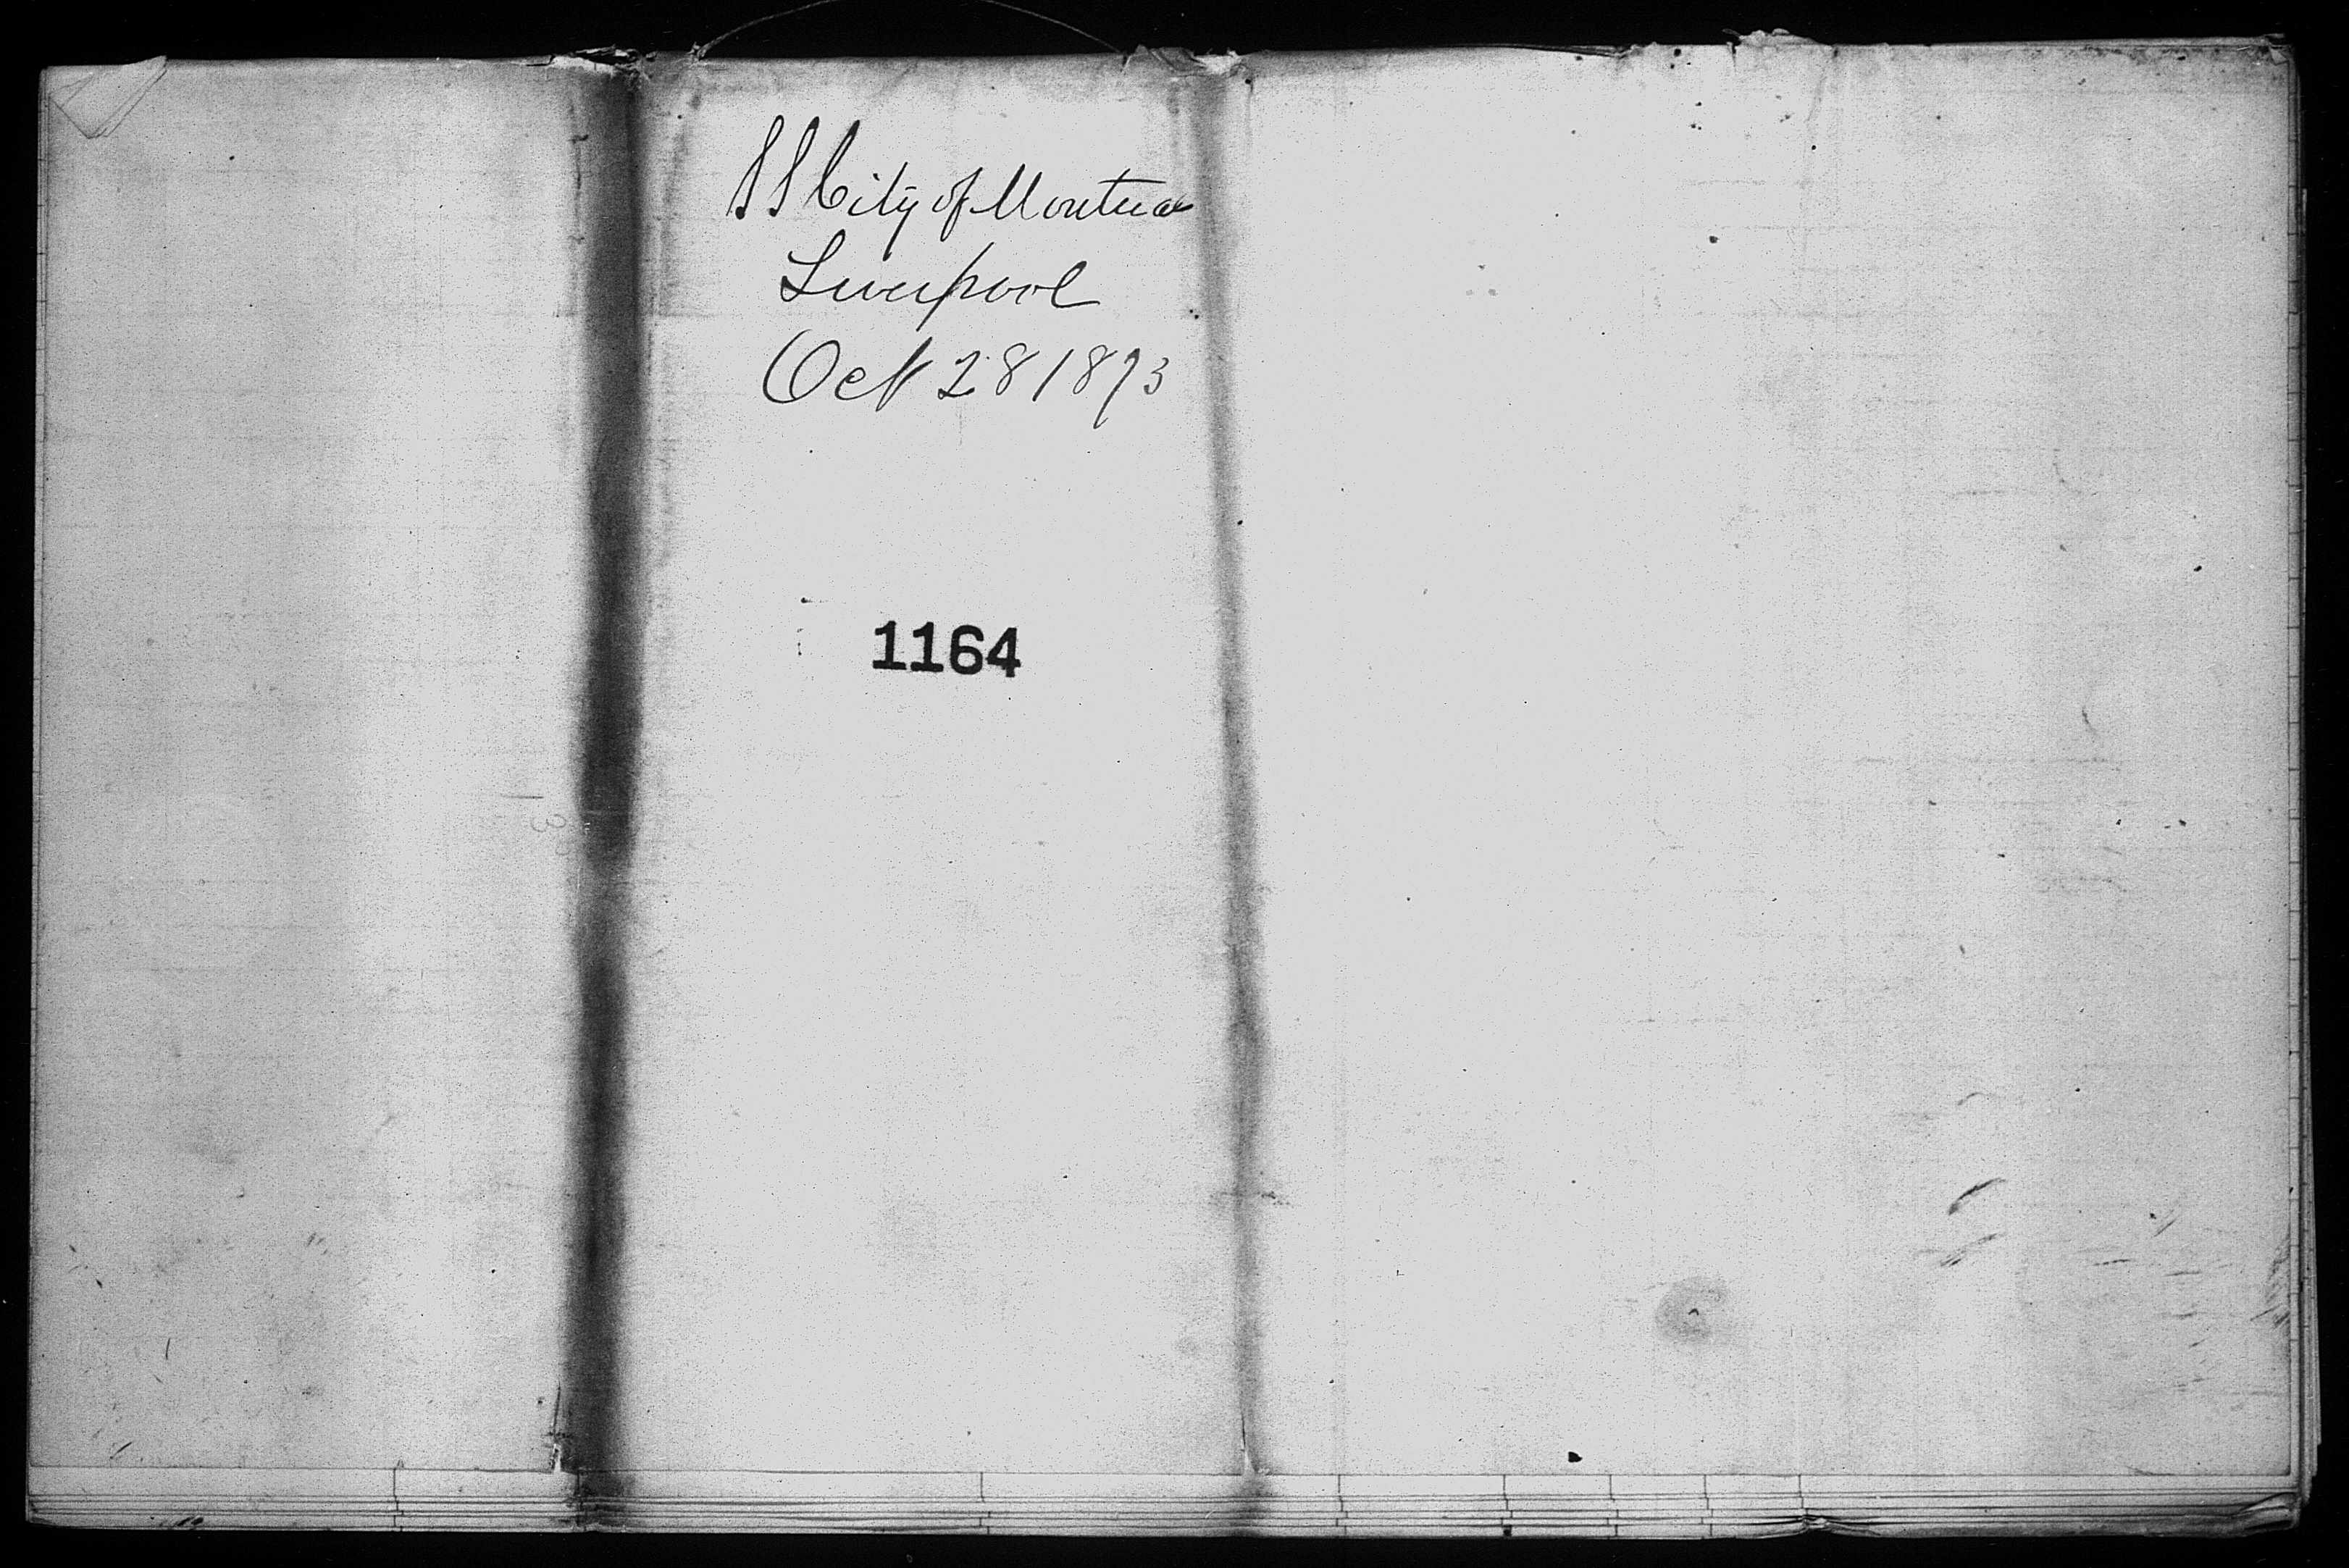 SS City of Montreal
Liverpool
Oct 28 1873
1164